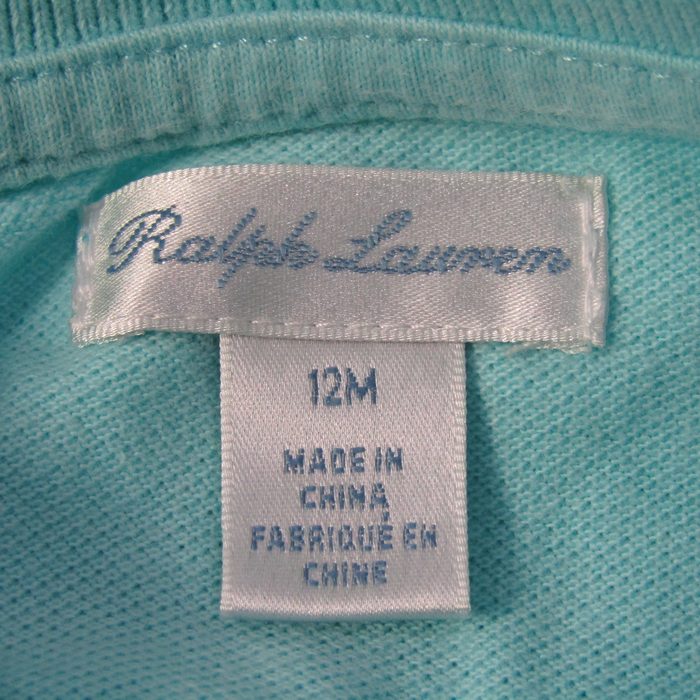 Ralph Lauren
12M
MADE IN
CHINA
FABRIQUÉ EN
CHINE